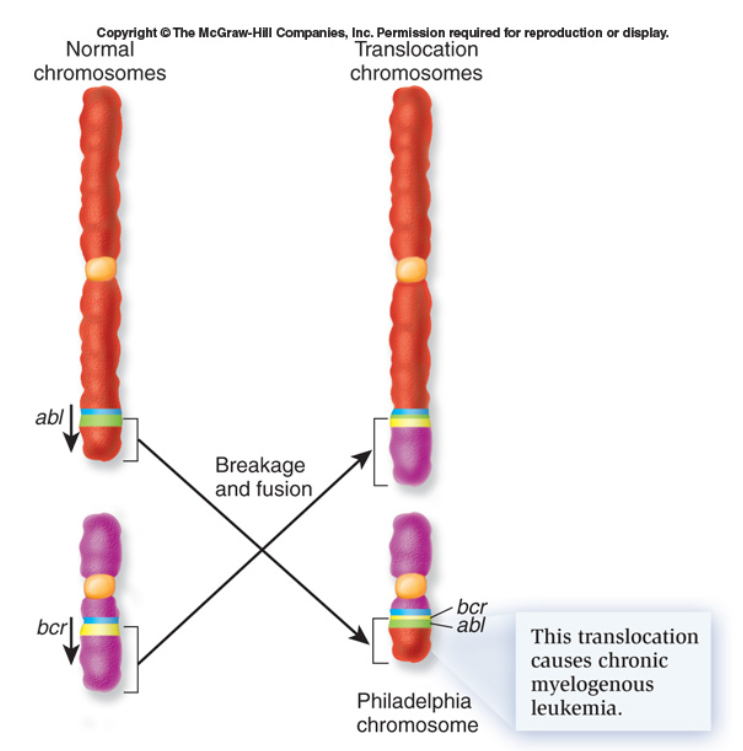 Copyright © The McGraw-Hill Companies, Inc. Permission required for reproduction or display.
Normal
chromosomes
Translocation
chromosomes
abl
Breakage
and fusion
bcr
bcr
abl
This translocation
causes chronic
myelogenous
leukemia.
Philadelphia
chromosome